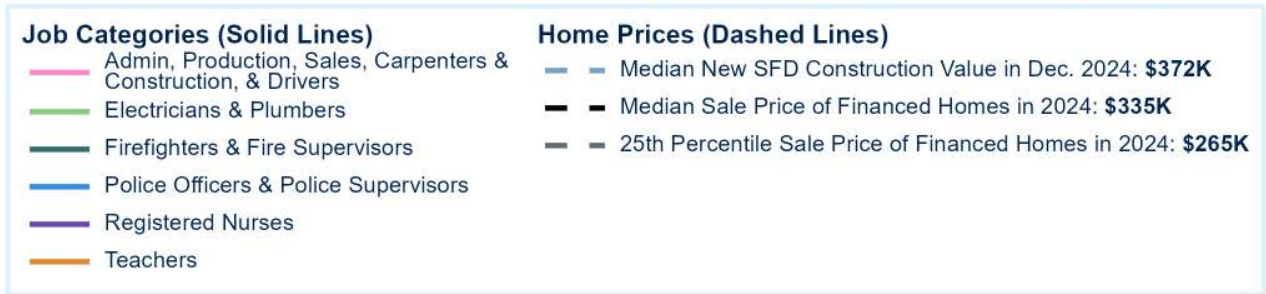 Job Categories (Solid Lines)
Admin, Production, Sales, Carpenters &
Construction, & Drivers
Electricians & Plumbers
Firefighters & Fire Supervisors
Police Officers & Police Supervisors
Registered Nurses
Teachers
Home Prices (Dashed Lines)
Median New SFD Construction Value in Dec. 2024: $372K
Median Sale Price of Financed Homes in 2024: $335K
25th Percentile Sale Price of Financed Homes in 2024: $265K